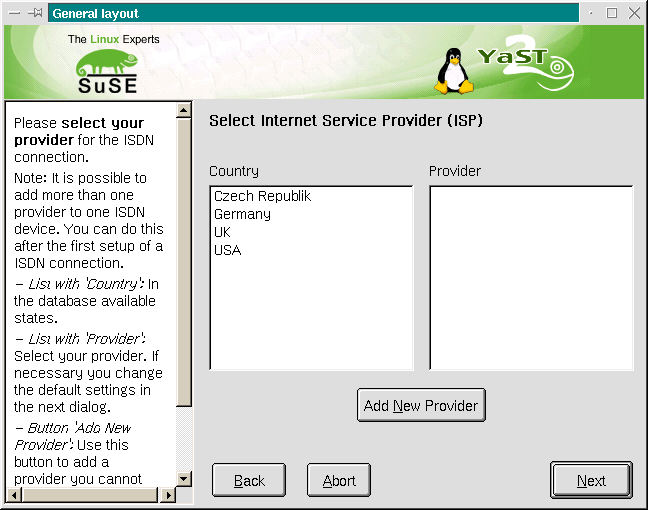 General layout
The Linux Experts
SuSE
YaST
2
Please select your
provider for the ISDN
connection.
Note: It is possible to
add more than one
provider to one ISDN
device. You can do this
after the first setup of a
ISDN connection.
– List with 'Country': In
the database available
states.
– List with 'Provider':
Select your provider. If
necessary you change
the default settings in
the next dialog.
– Button 'Add New
Provider': Use this
button to add a
provider you cannot
Select Internet Service Provider (ISP)
Country
Provider
Czech Republik
Germany
UK
USA
Add New Provider
Back
Abort
Next